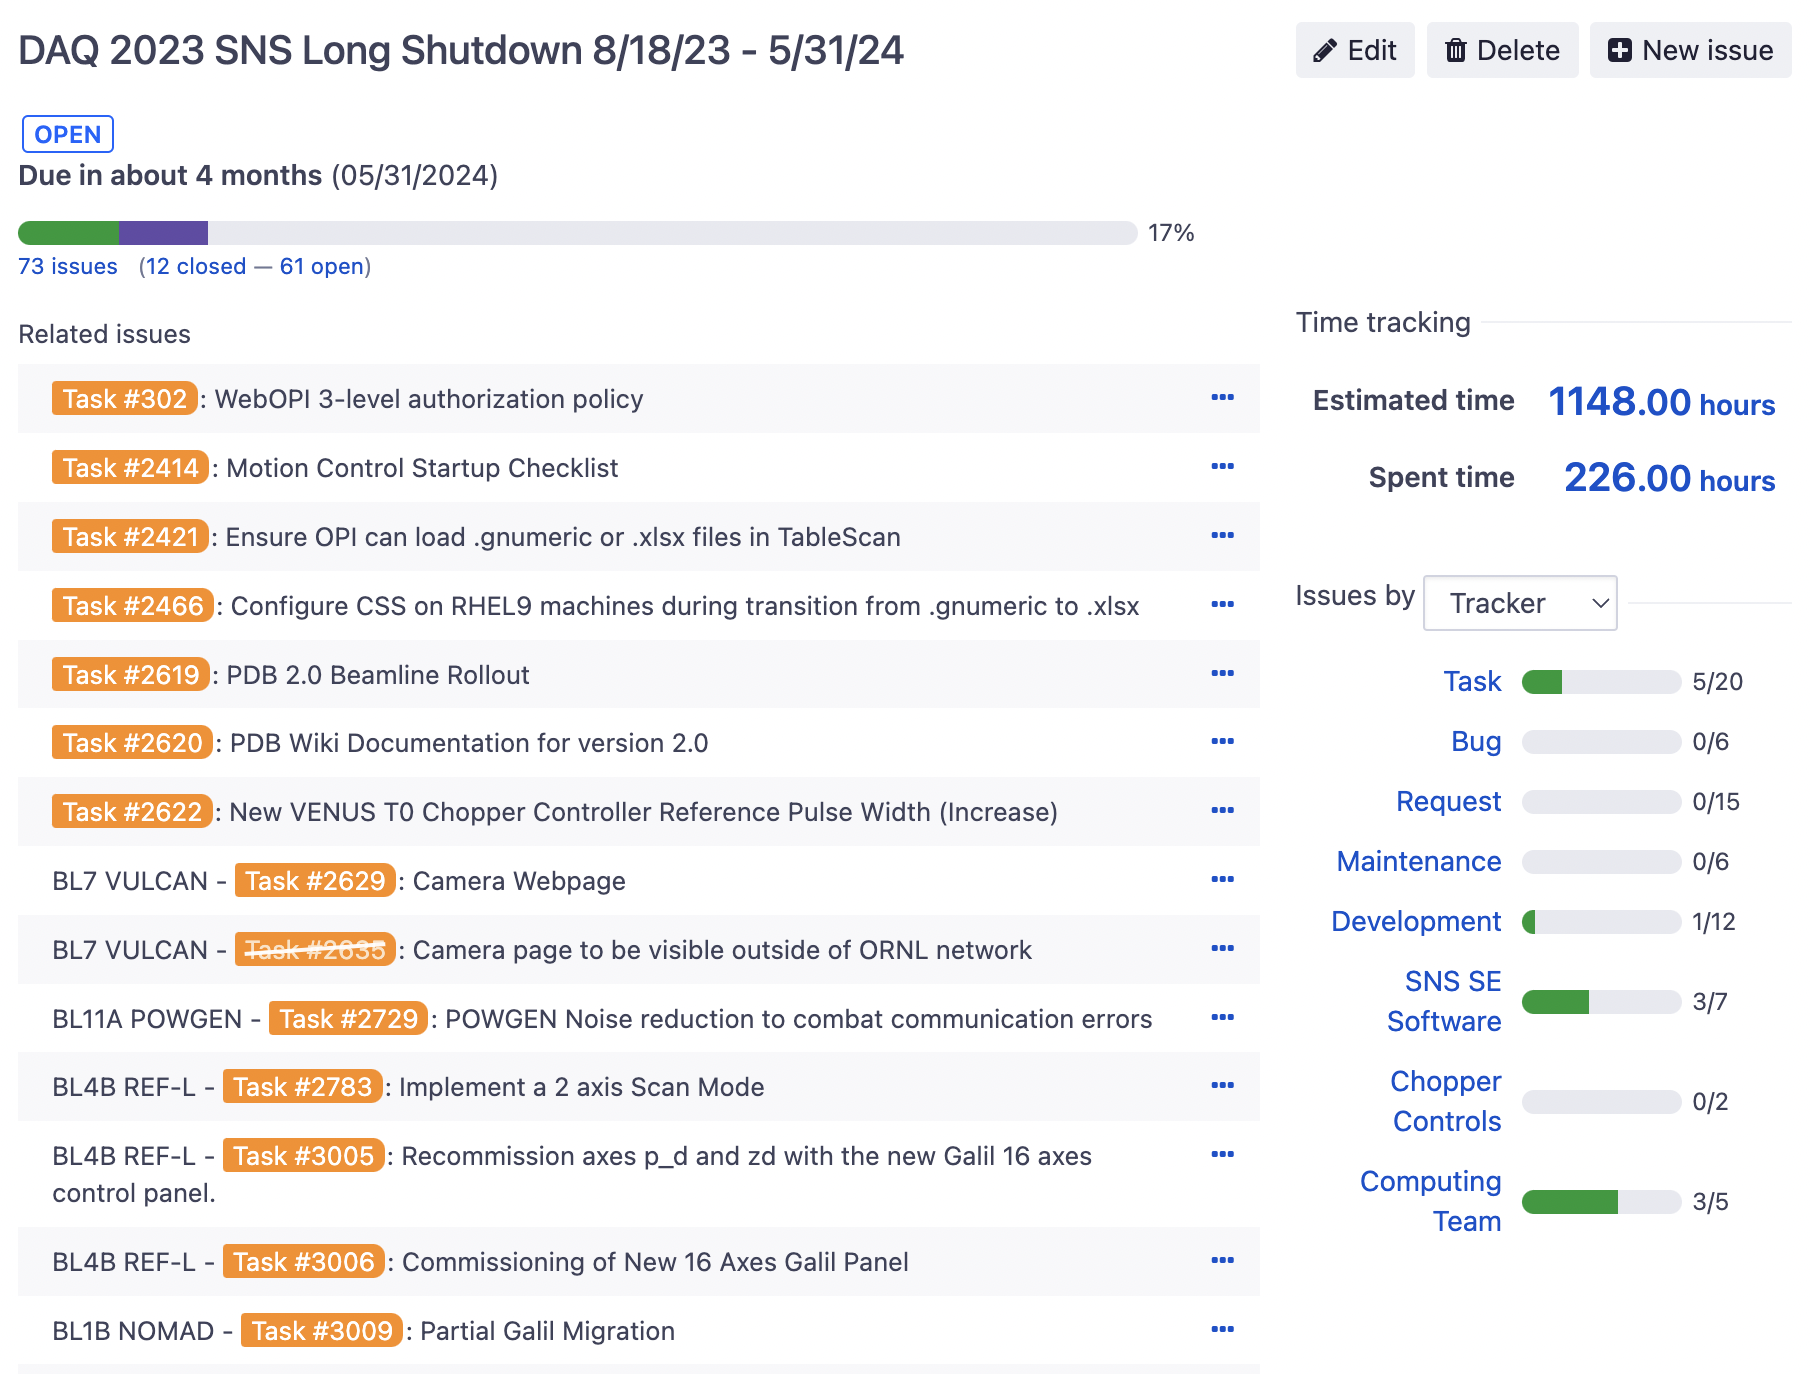 DAQ 2023 SNS Long Shutdown 8/18/23 - 5/31/24
Edit
Delete
New issue
OPEN
Due in about 4 months (05/31/2024)
17%
73 issues (12 closed — 61 open)
Related issues
Task #302: WebOPI 3-level authorization policy
Task #2414: Motion Control Startup Checklist
Task #2421: Ensure OPI can load .gnumeric or .xlsx files in TableScan
Task #2466: Configure CSS on RHEL9 machines during transition from .gnumeric to .xlsx
Task #2619: PDB 2.0 Beamline Rollout
Task #2620: PDB Wiki Documentation for version 2.0
Task #2622: New VENUS T0 Chopper Controller Reference Pulse Width (Increase)
BL7 VULCAN - Task #2629: Camera Webpage
BL7 VULCAN - Task #2635: Camera page to be visible outside of ORNL network
BL11A POWGEN - Task #2729: POWGEN Noise reduction to combat communication errors
BL4B REF-L - Task #2783: Implement a 2 axis Scan Mode
BL4B REF-L - Task #3005: Recommission axes p_d and zd with the new Galil 16 axes
control panel.
BL4B REF-L - Task #3006: Commissioning of New 16 Axes Galil Panel
BL1B NOMAD - Task #3009: Partial Galil Migration
Time tracking
Estimated time 1148.00 hours
Spent time 226.00 hours
Issues by Tracker
Task 5/20
Bug 0/6
Request 0/15
Maintenance 0/6
Development 1/12
SNS SE
Software 3/7
Chopper
Controls 0/2
Computing
Team 3/5